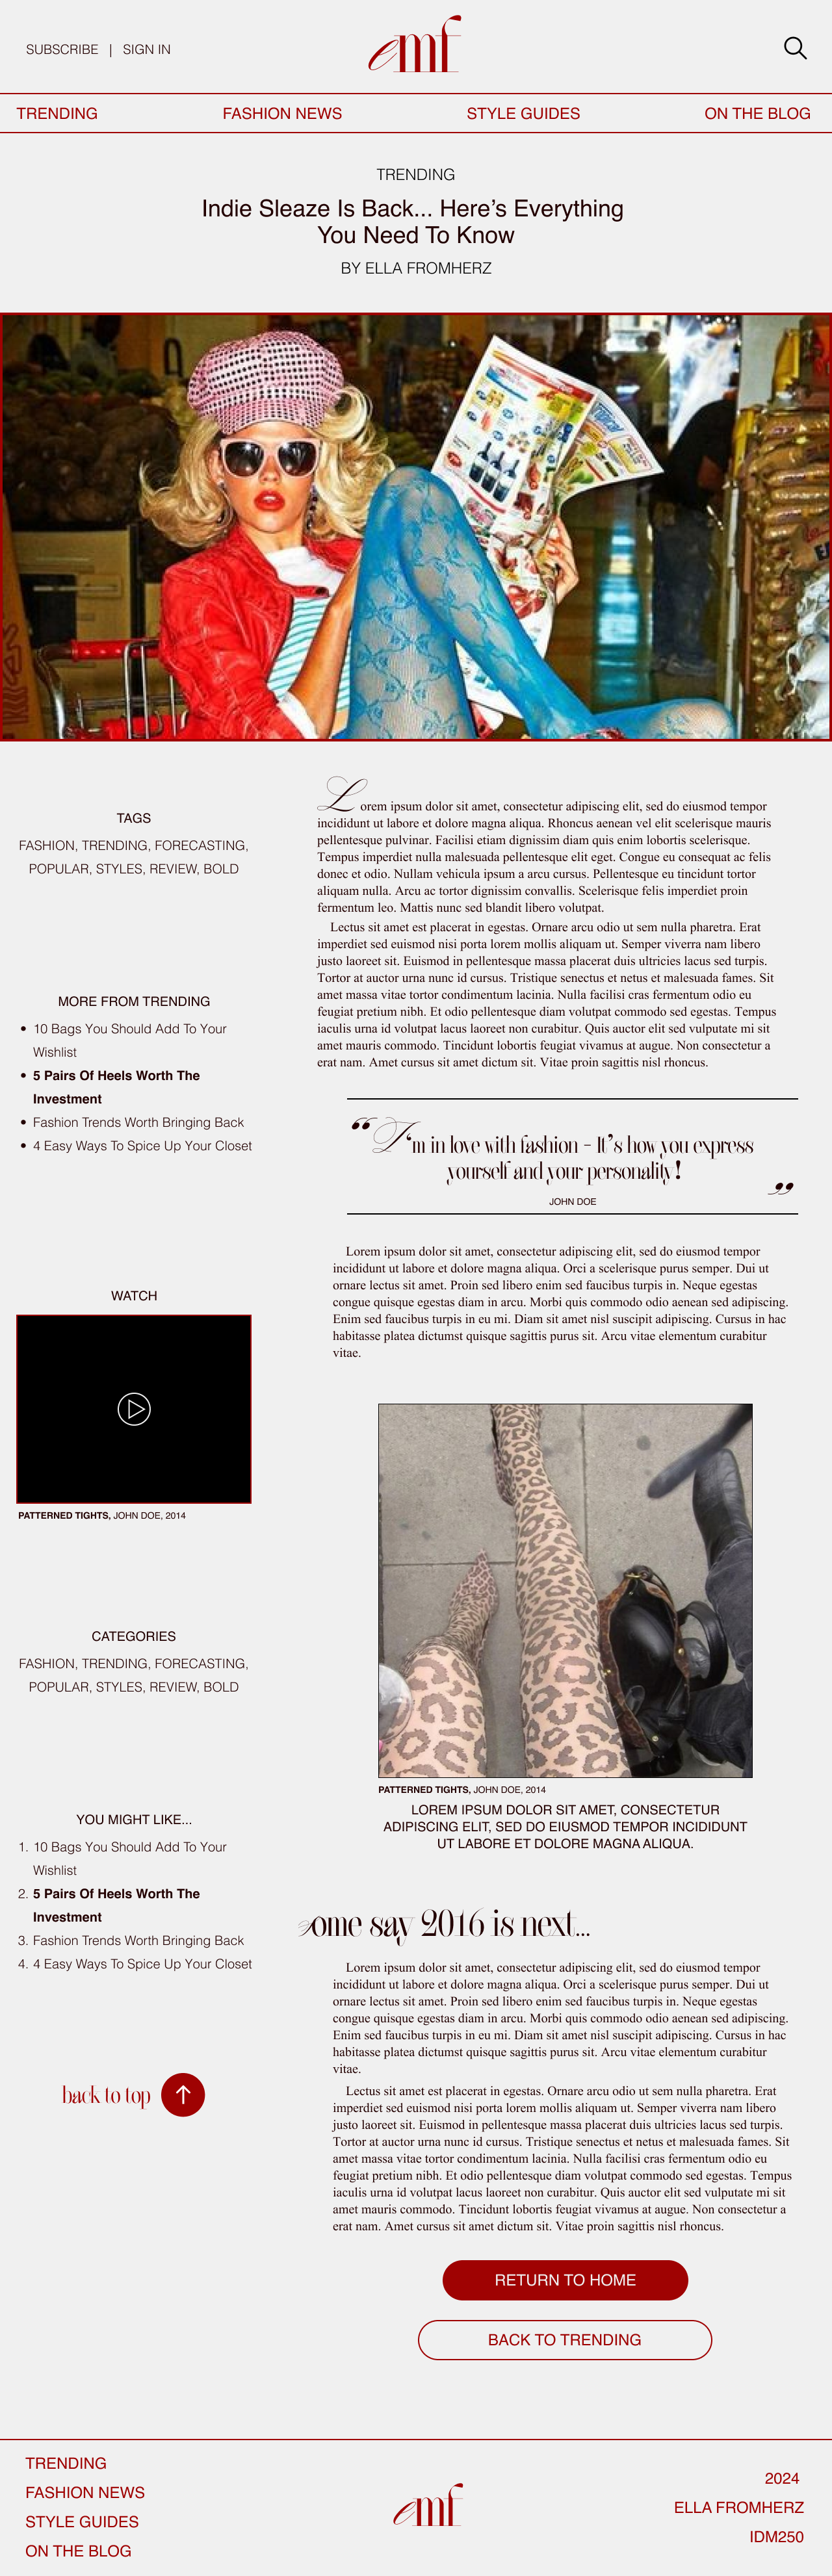 SUBSCRIBE | SIGN IN
emf
TRENDING FASHION NEWS STYLE GUIDES ON THE BLOG
TRENDING
Indie Sleaze Is Back... Here’s Everything
You Need To Know
BY ELLA FROMHERZ
TAGS
FASHION, TRENDING, FORECASTING,
POPULAR, STYLES, REVIEW, BOLD
MORE FROM TRENDING
• 10 Bags You Should Add To Your
Wishlist
• 5 Pairs Of Heels Worth The
Investment
• Fashion Trends Worth Bringing Back
• 4 Easy Ways To Spice Up Your Closet
WATCH
PATTERNED TIGHTS, JOHN DOE, 2014
CATEGORIES
FASHION, TRENDING, FORECASTING,
POPULAR, STYLES, REVIEW, BOLD
YOU MIGHT LIKE...
1. 10 Bags You Should Add To Your
Wishlist
2. 5 Pairs Of Heels Worth The
Investment
3. Fashion Trends Worth Bringing Back
4. 4 Easy Ways To Spice Up Your Closet
back to top
Lorem ipsum dolor sit amet, consectetur adipiscing elit, sed do eiusmod tempor
incididunt ut labore et dolore magna aliqua. Rhoncus aenean vel elit scelerisque mauris
pellentesque pulvinar. Facilisi etiam dignissim diam quis enim lobortis scelerisque.
Tempus imperdiet nulla malesuada pellentesque elit eget. Congue eu consequat ac felis
donec et odio. Nullam vehicula ipsum a arcu cursus. Pellentesque eu tincidunt tortor
aliquam nulla. Arcu ac tortor dignissim convallis. Scelerisque felis imperdiet proin
fermentum leo. Mattis nunc sed blandit libero volutpat.
Lectus sit amet est placerat in egestas. Ornare arcu odio ut sem nulla pharetra. Erat
imperdiet sed euismod nisi porta lorem mollis aliquam ut. Semper viverra nam libero
justo laoreet sit. Euismod in pellentesque massa placerat duis ultricies lacus sed turpis.
Tortor at auctor urna nunc id cursus. Tristique senectus et netus et malesuada fames. Sit
amet massa vitae tortor condimentum lacinia. Nulla facilisi cras fermentum odio eu
feugiat pretium nibh. Et odio pellentesque diam volutpat commodo sed egestas. Tempus
iaculis urna id volutpat lacus laoreet non curabitur. Quis auctor elit sed vulputate mi sit
amet mauris commodo. Tincidunt lobortis feugiat vivamus at augue. Non consectetur a
erat nam. Amet cursus sit amet dictum sit. Vitae proin sagittis nisl rhoncus.
“I‘m in love with fashion - It’s how you express
yourself and your personality!”
JOHN DOE
Lorem ipsum dolor sit amet, consectetur adipiscing elit, sed do eiusmod tempor
incididunt ut labore et dolore magna aliqua. Orci a scelerisque purus semper. Dui ut
ornare lectus sit amet. Proin sed libero enim sed faucibus turpis in. Neque egestas
congue quisque egestas diam in arcu. Morbi quis commodo odio aenean sed adipiscing.
Enim sed faucibus turpis in eu mi. Diam sit amet nisl suscipit adipiscing. Cursus in hac
habitasse platea dictumst quisque sagittis purus sit. Arcu vitae elementum curabitur
vitae.
PATTERNED TIGHTS, JOHN DOE, 2014
LOREM IPSUM DOLOR SIT AMET, CONSECTETUR
ADIPISCING ELIT, SED DO EIUSMOD TEMPOR INCIDIDUNT
UT LABORE ET DOLORE MAGNA ALIQUA.
Some say 2016 is next...
Lorem ipsum dolor sit amet, consectetur adipiscing elit, sed do eiusmod tempor
incididunt ut labore et dolore magna aliqua. Orci a scelerisque purus semper. Dui ut
ornare lectus sit amet. Proin sed libero enim sed faucibus turpis in. Neque egestas
congue quisque egestas diam in arcu. Morbi quis commodo odio aenean sed adipiscing.
Enim sed faucibus turpis in eu mi. Diam sit amet nisl suscipit adipiscing. Cursus in hac
habitasse platea dictumst quisque sagittis purus sit. Arcu vitae elementum curabitur
vitae.
Lectus sit amet est placerat in egestas. Ornare arcu odio ut sem nulla pharetra. Erat
imperdiet sed euismod nisi porta lorem mollis aliquam ut. Semper viverra nam libero
justo laoreet sit. Euismod in pellentesque massa placerat duis ultricies lacus sed turpis.
Tortor at auctor urna nunc id cursus. Tristique senectus et netus et malesuada fames. Sit
amet massa vitae tortor condimentum lacinia. Nulla facilisi cras fermentum odio eu
feugiat pretium nibh. Et odio pellentesque diam volutpat commodo sed egestas. Tempus
iaculis urna id volutpat lacus laoreet non curabitur. Quis auctor elit sed vulputate mi sit
amet mauris commodo. Tincidunt lobortis feugiat vivamus at augue. Non consectetur a
erat nam. Amet cursus sit amet dictum sit. Vitae proin sagittis nisl rhoncus.
RETURN TO HOME
BACK TO TRENDING
TRENDING
FASHION NEWS
STYLE GUIDES
ON THE BLOG
emf
2024
ELLA FROMHERZ
IDM250